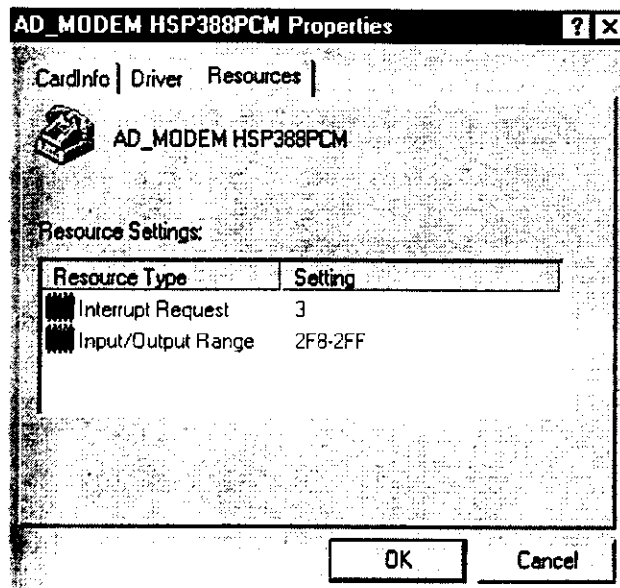 AD_MODEM HSP388PCM Properties ? ×
CardInfo Driver Resources
AD_MODEM HSP388PCM
Resource Settings:
Resource Type Setting
Interrupt Request 3
Input/Output Range 2F8-2FF
OK Cancel